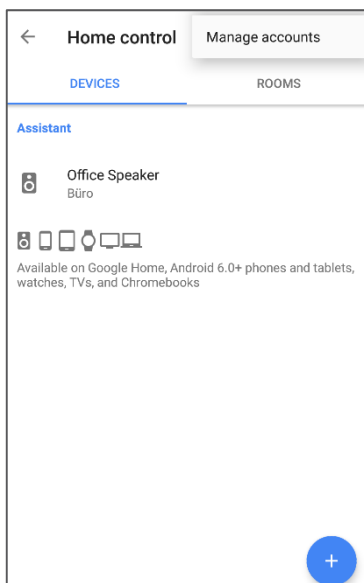 Home control
Manage accounts
DEVICES
ROOMS
Assistant
Office Speaker
Büro
Available on Google Home, Android 6.0+ phones and tablets,
watches, TVs, and Chromebooks